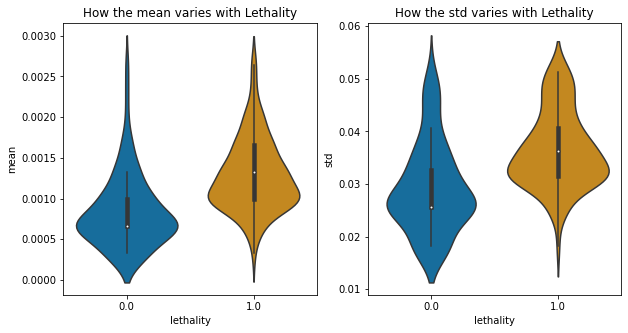 How the mean varies with Lethality
0.0030
0.0025
0.0020
0.0015
0.0010
0.0005
0.0000
mean
0.0
1.0
lethality
How the std varies with Lethality
0.06
0.05
0.04
0.03
0.02
0.01
std
0.0
1.0
lethality